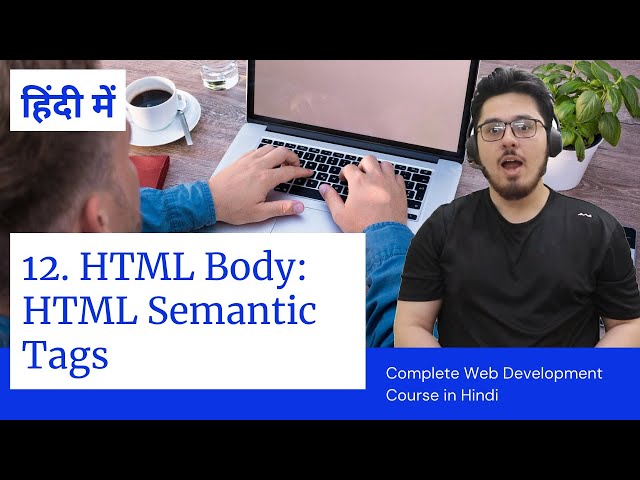 हिंदी में
12. HTML Body:
HTML Semantic
Tags
Complete Web Development
Course in Hindi